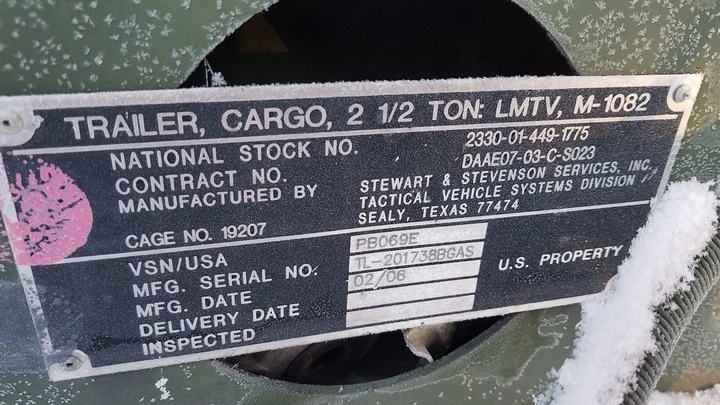 TRAILER, CARGO, 2 1/2 TON: LMTV, M-1082
NATIONAL STOCK NO. 2330-01-449-1775
CONTRACT NO. DAAE07-03-C-S023
MANUFACTURED BY STEWART & STEVENSON SERVICES, INC.
TACTICAL VEHICLE SYSTEMS DIVISION
SEALY, TEXAS 77474
CAGE NO. 19207
VSN/USA PB069E
MFG. SERIAL NO. TL-201738BGAS
MFG. DATE 02/06
DELIVERY DATE
INSPECTED
U.S. PROPERTY